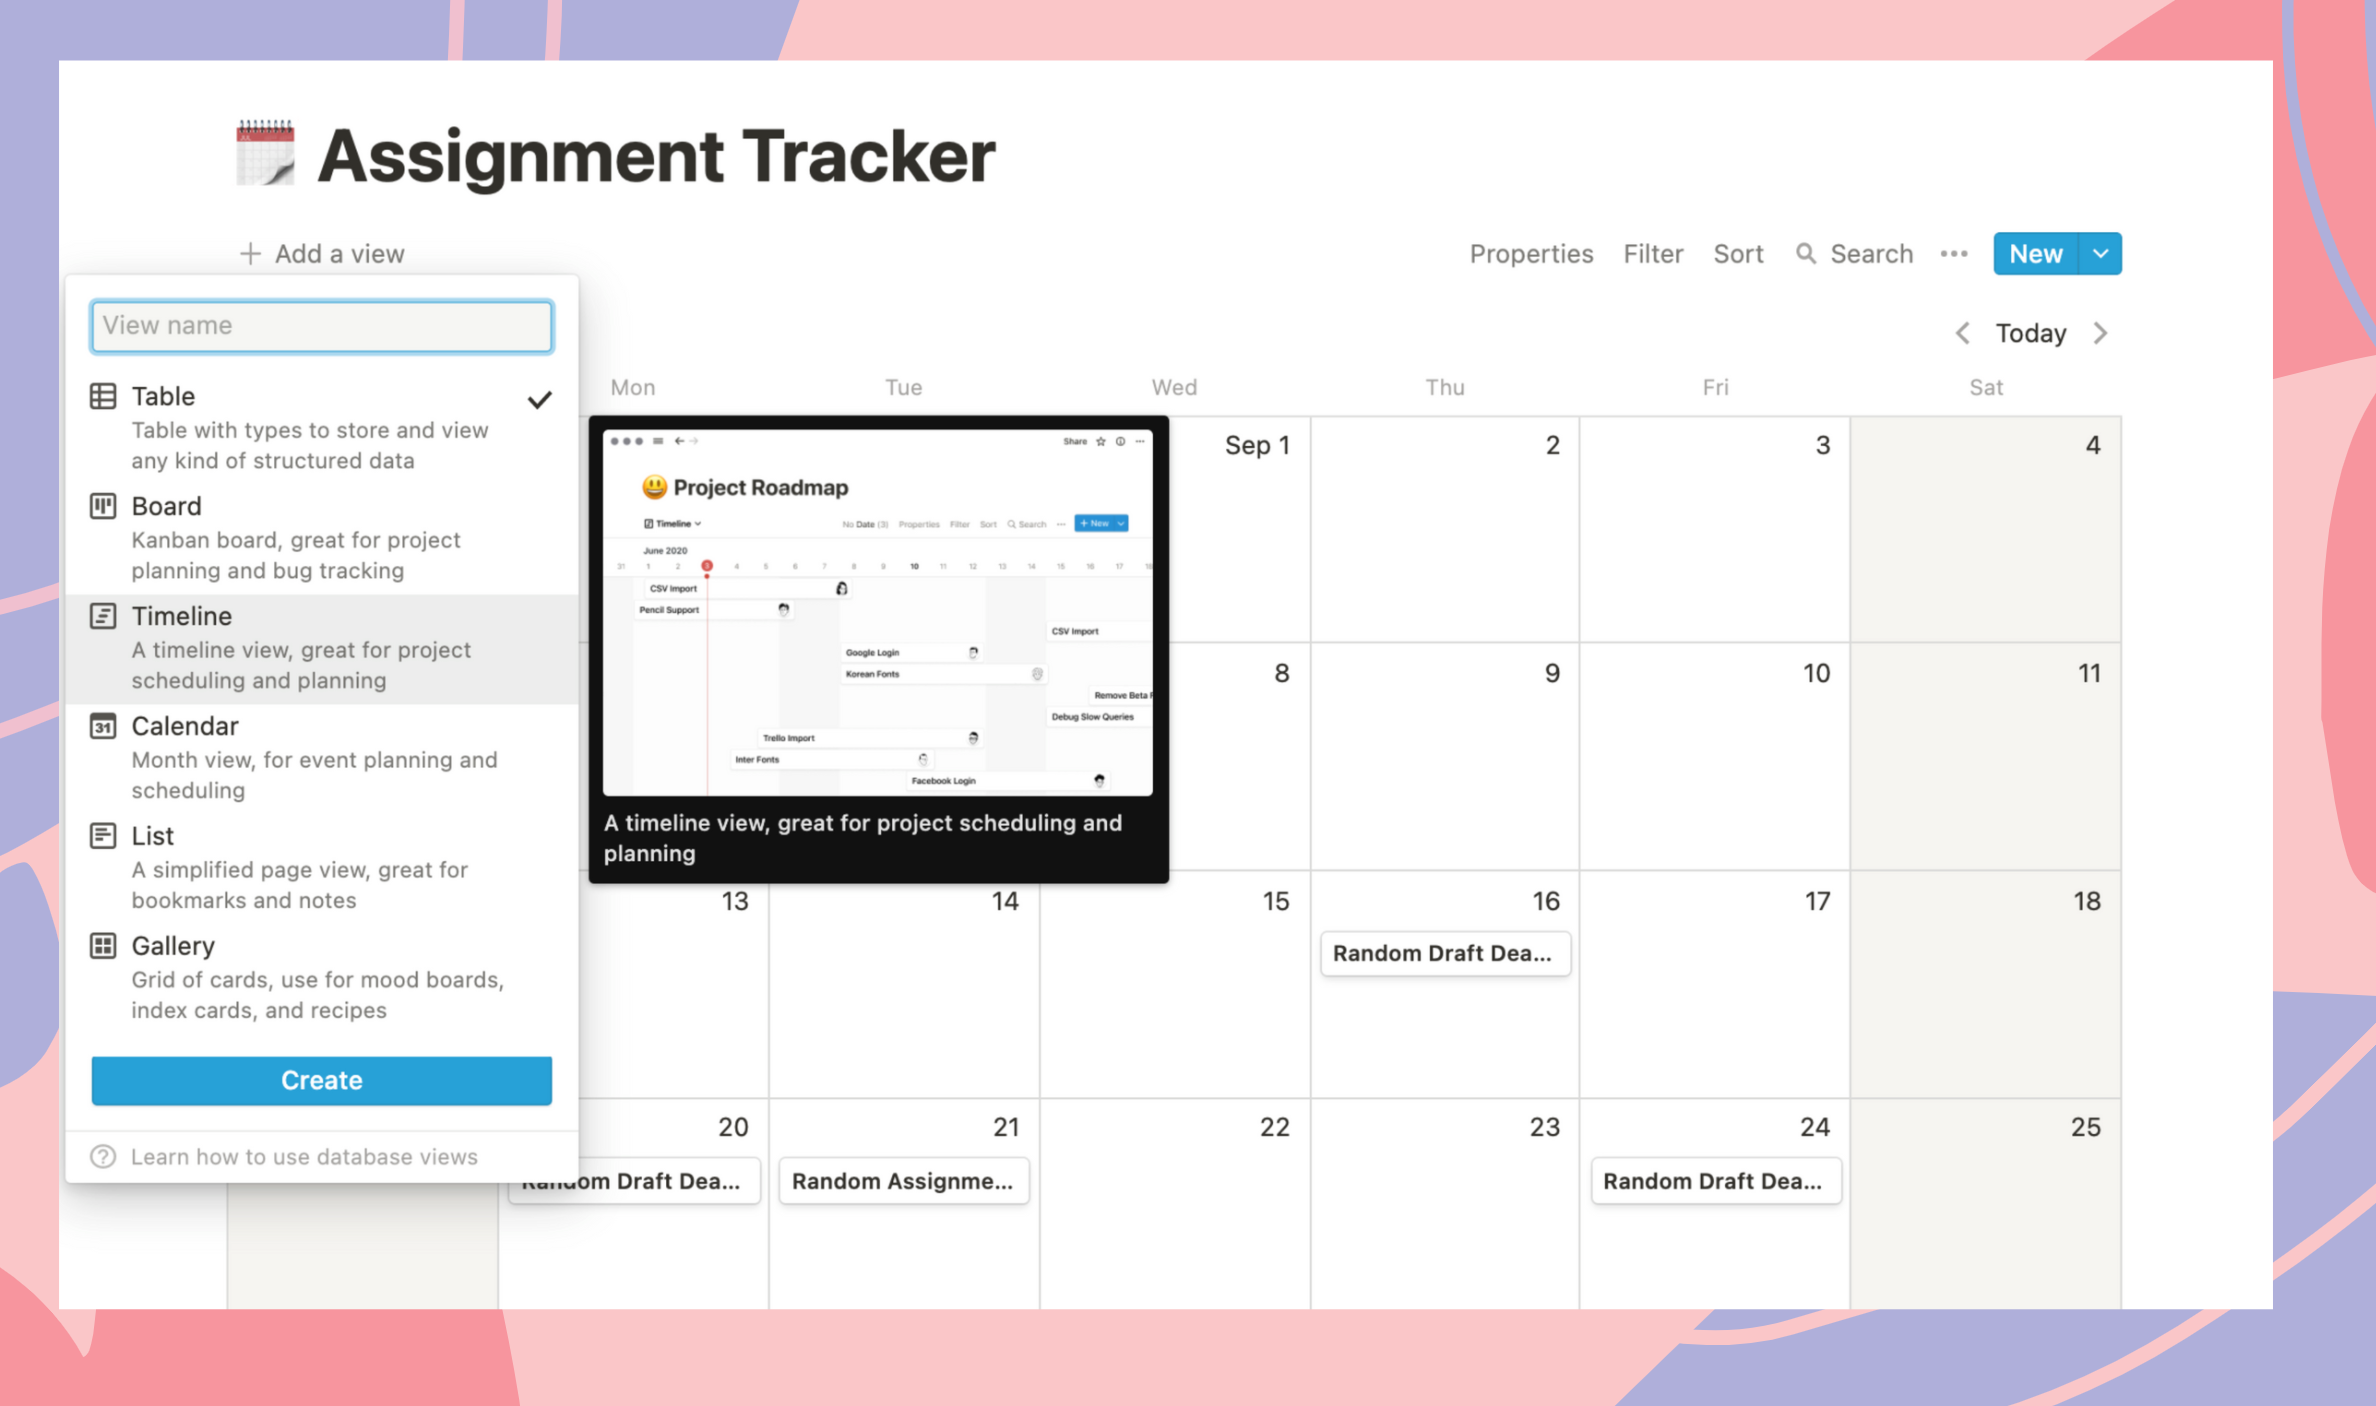 Assignment Tracker
+ Add a view
Properties Filter Sort Search ••• New
View name
Table
Table with types to store and view
any kind of structured data
Board
Kanban board, great for project
planning and bug tracking
Timeline
A timeline view, great for project
scheduling and planning
31
Calendar
Month view, for event planning and
scheduling
List
A simplified page view, great for
bookmarks and notes
Gallery
Grid of cards, use for mood boards,
index cards, and recipes
Create
? Learn how to use database views
< Today >
Mon Tue Wed Thu Fri Sat
Share
Project Roadmap
Timeline
No Date (3) Properties Filter Sort Search ••• + New
June 2020
31 1 2 3 4 5 6 7 8 9 10 11 12 13 14 15 16 17
CSV Import
Pencil Support
CSV Import
Google Login
Korean Fonts
Remove Beta
Debug Slow Queries
Trello Import
Inter Fonts
Facebook Login
A timeline view, great for project scheduling and
planning
Sep 1 2 3 4
8 9 10 11
13 14 15 16 17 18
Random Draft Dea...
20 21 22 23 24 25
Random Draft Dea... Random Assignme... Random Draft Dea...